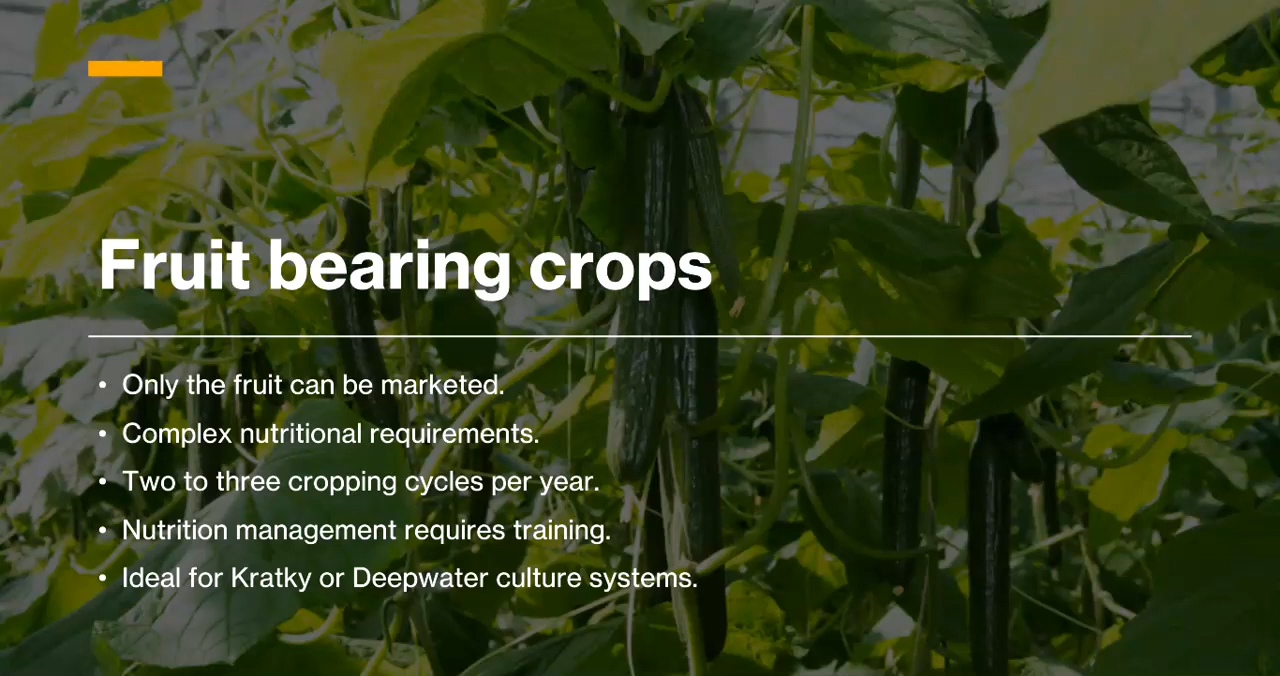 Fruit bearing crops
• Only the fruit can be marketed.
• Complex nutritional requirements.
• Two to three cropping cycles per year.
• Nutrition management requires training.
• Ideal for Kratky or Deepwater culture systems.